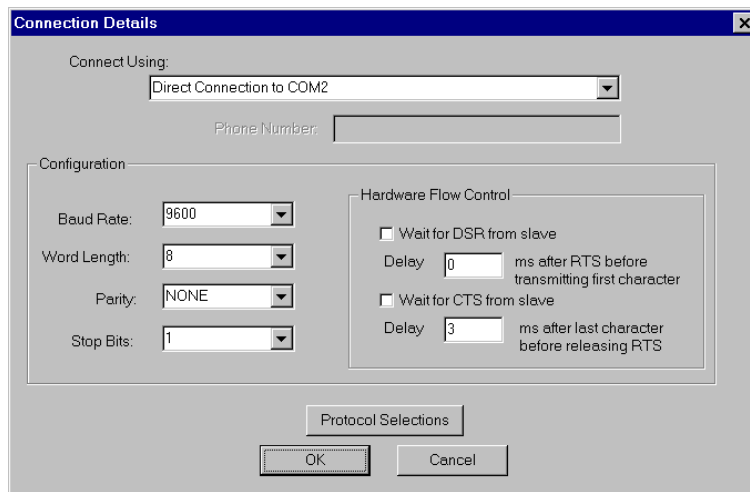 Connection Details
Connect Using:
Direct Connection to COM2
Phone Number:
Configuration
Baud Rate:
9600
Word Length:
8
Parity:
NONE
Stop Bits:
1
Hardware Flow Control
Wait for DSR from slave
Delay 0 ms after RTS before
transmitting first character
Wait for CTS from slave
Delay 3 ms after last character
before releasing RTS
Protocol Selections
OK
Cancel